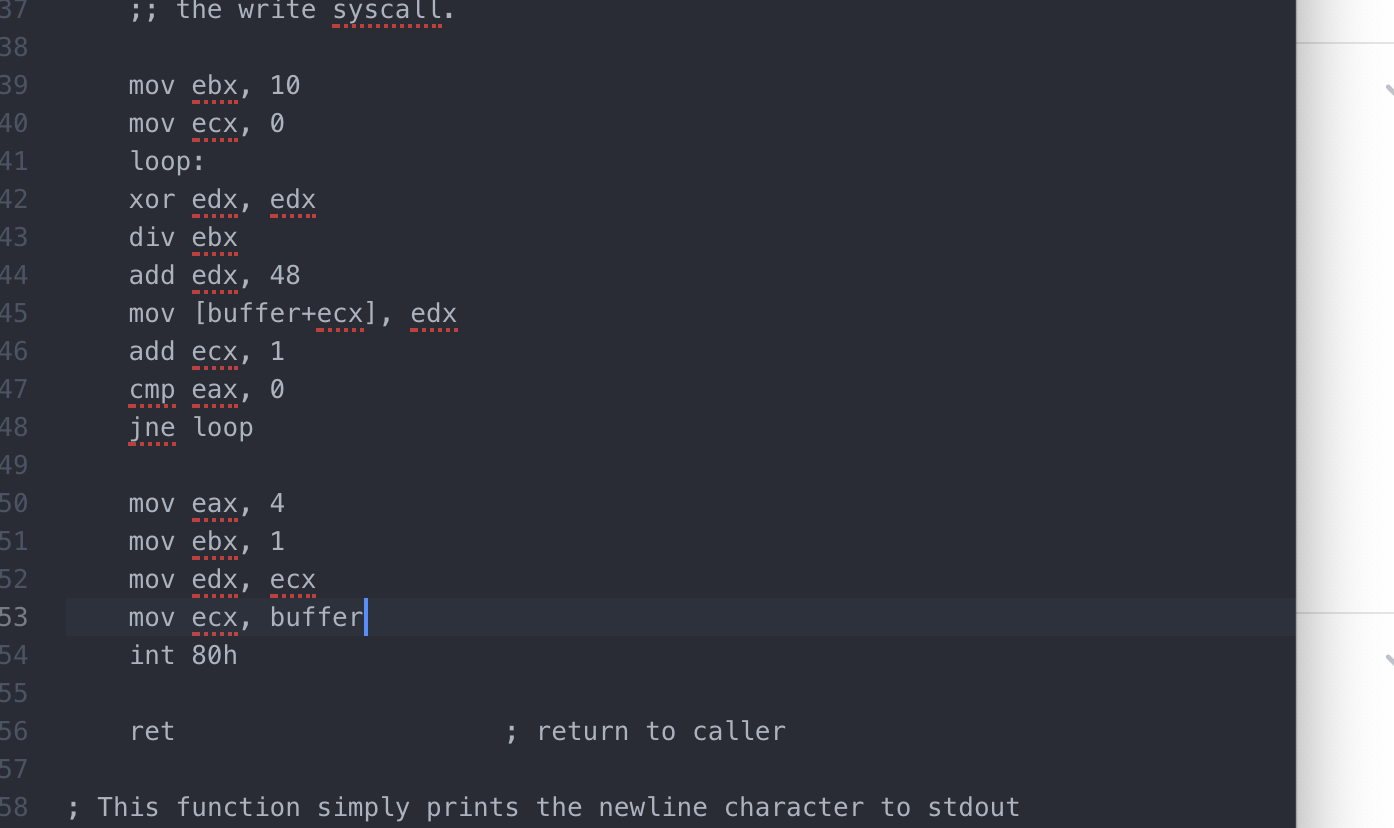 37 ;; the write syscall.
38
39 mov ebx, 10
40 mov ecx, 0
41 loop:
42 xor edx, edx
43 div ebx
44 add edx, 48
45 mov [buffer+ecx], edx
46 add ecx, 1
47 cmp eax, 0
48 jne loop
49
50 mov eax, 4
51 mov ebx, 1
52 mov edx, ecx
53 mov ecx, buffer
54 int 80h
55
56 ret ; return to caller
57
58 ; This function simply prints the newline character to stdout